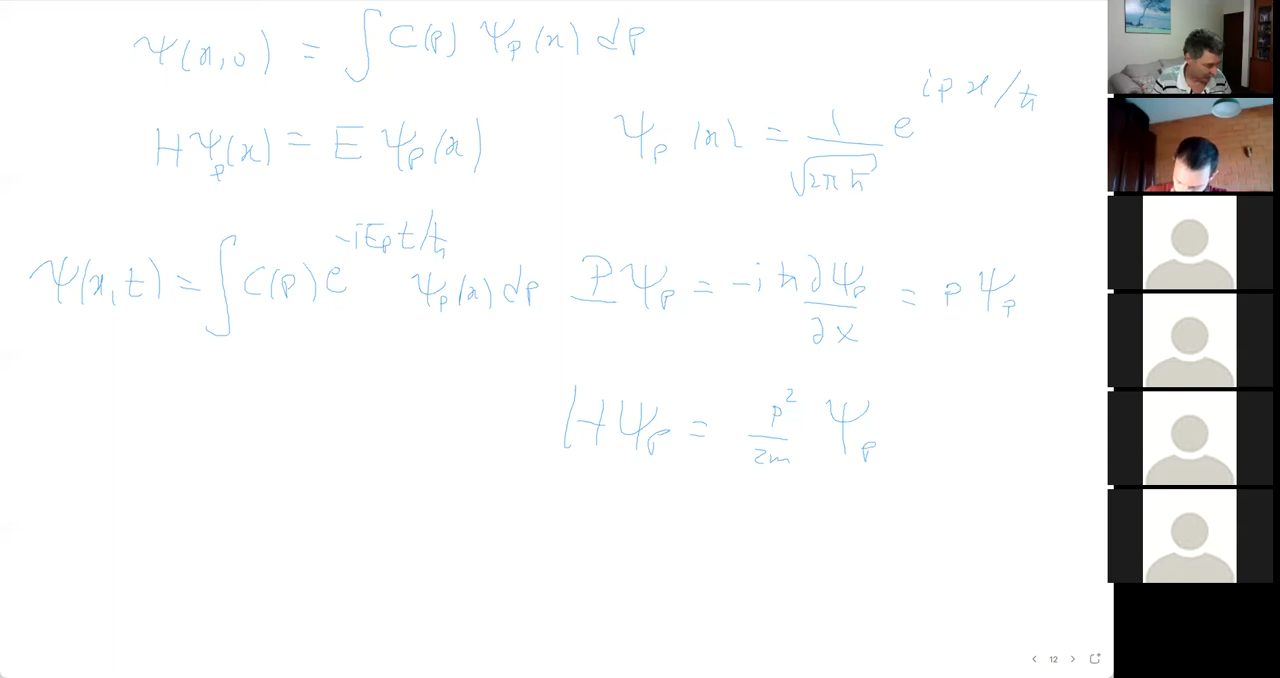 Ψ(x,0) = ∫ C(p) Ψ_p(x) dp
HΨ_p(x) = E Ψ_p(x)
Ψ_p(x) = 1/√(2πħ) e^{ipx/ħ}
Ψ(x,t) = ∫ C(p) e^{-iE_p t/ħ} Ψ_p(x) dp
P Ψ_p = -iħ ∂Ψ_p/∂x = p Ψ_p
HΨ_p = p²/2m Ψ_p
12